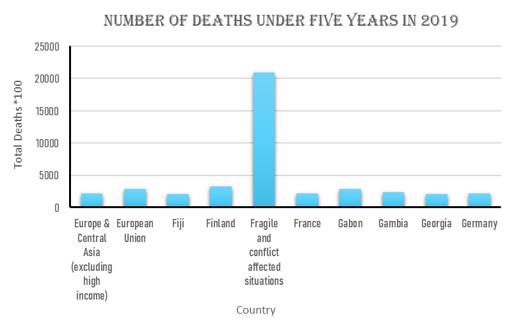 NUMBER OF DEATHS UNDER FIVE YEARS IN 2019
Total Deaths *100
25000
20000
15000
10000
5000
0
Europe &
Central
Asia
(excluding
high
income)
European
Union
Fiji
Finland
Fragile
and
conflict
affected
situations
France
Gabon
Gambia
Georgia
Germany
Country